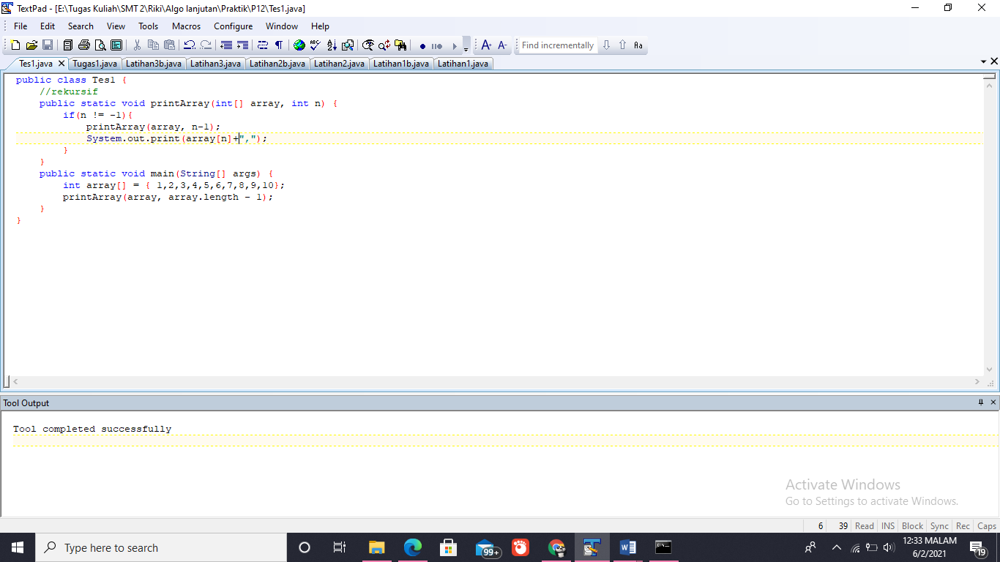 TextPad - [E:\Tugas Kuliah\SMT 2\Riki\Algo lanjutan\Praktik\P12\Tes1.java]
File Edit Search View Tools Macros Configure Window Help
Find incrementally Aa
Tes1.java Tugas1.java Latihan3b.java Latihan3.java Latihan2b.java Latihan2.java Latihan1b.java Latihan1.java
public class Tes1 {
//rekursif
public static void printArray(int[] array, int n) {
if(n != -1){
printArray(array, n-1);
System.out.print(array[n]+",");
}
}
public static void main(String[] args) {
int array[] = { 1,2,3,4,5,6,7,8,9,10};
printArray(array, array.length - 1);
}
}
Tool Output
Tool completed successfully
Activate Windows
Go to Settings to activate Windows.
6 39 Read INS Block Sync Rec Caps
Type here to search
99+
12:33 MALAM
6/2/2021
19